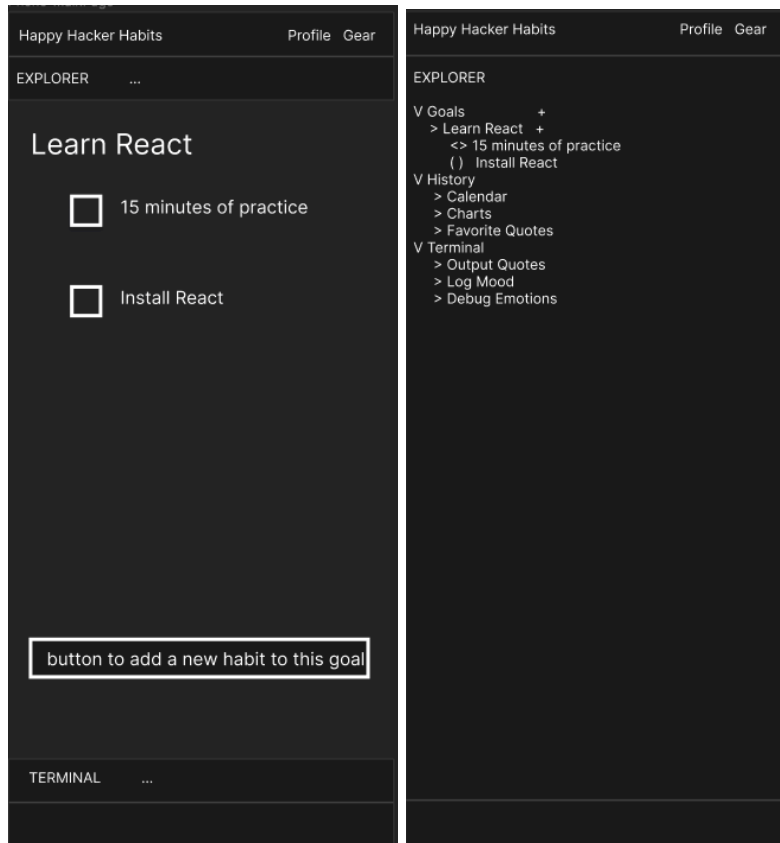 Happy Hacker Habits Profile Gear
EXPLORER ...
Learn React
15 minutes of practice
Install React
button to add a new habit to this goal
TERMINAL ...
Happy Hacker Habits Profile Gear
EXPLORER
V Goals +
> Learn React +
<> 15 minutes of practice
( ) Install React
V History
> Calendar
> Charts
> Favorite Quotes
V Terminal
> Output Quotes
> Log Mood
> Debug Emotions